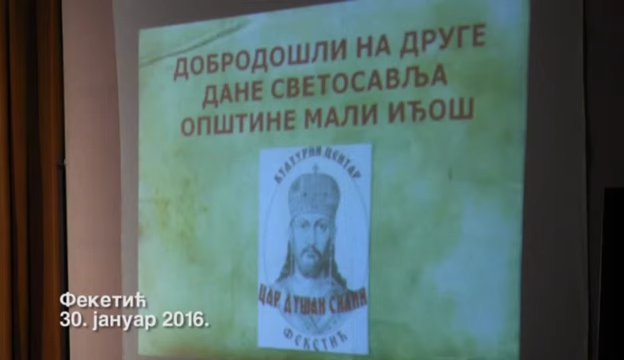 ДОБРОДОШЛИ НА ДРУГЕ
ДАНЕ СВЕТОСАВЉА
ОПШТИНЕ МАЛИ ИЂОШ
КУЛТУРНИ ЦЕНТАР
ЦАР ДУШАН СИЛНИ
ФЕКЕТИЋ
Фекетић
30. јануар 2016.